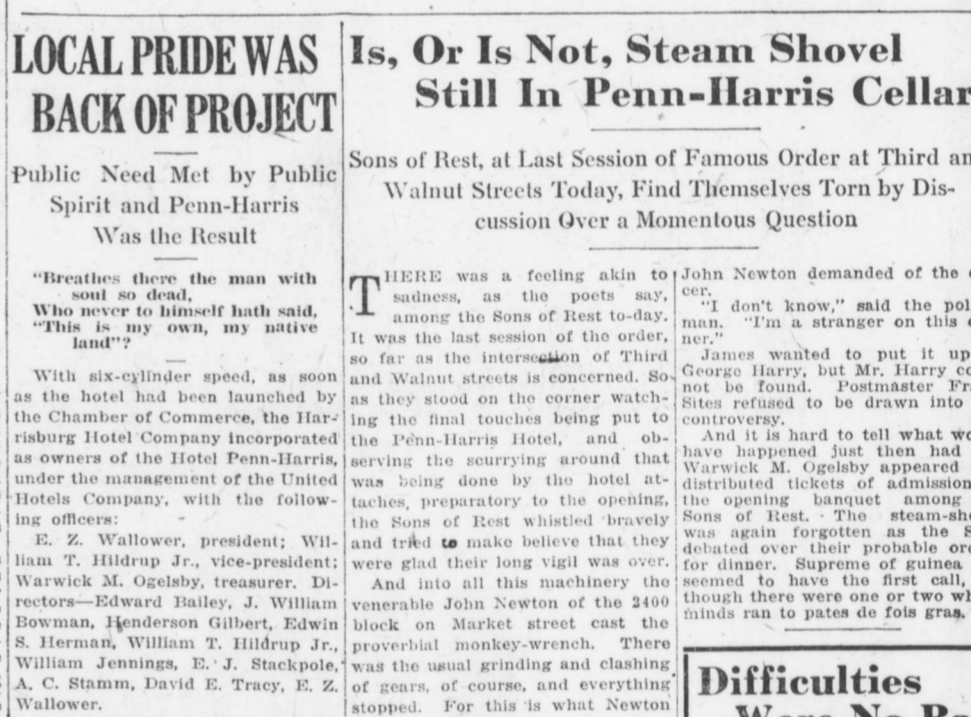 LOCAL PRIDE WAS
BACK OF PROJECT
Public Need Met by Public
Spirit and Penn-Harris
Was the Result
"Breathes there the man with
soul so dead,
Who never to himself hath said,
"This is my own, my native
land"?
With six-cylinder speed, as soon
as the hotel had been launched by
the Chamber of Commerce, the Har-
risburg Hotel Company incorporated
as owners of the Hotel Penn-Harris,
under the management of the United
Hotels Company, with the follow-
ing officers:
E. Z. Wallower, president; Wil-
liam T. Hildrup Jr., vice-president;
Warwick M. Ogelsby, treasurer. Di-
rectors—Edward Bailey, J. William
Bowman, Henderson Gilbert, Edwin
S. Herman, William T. Hildrup Jr.,
William Jennings, E. J. Stackpole,
A. C. Stamm, David E. Tracy, E. Z.
Wallower.
Is, Or Is Not, Steam Shovel
Still In Penn-Harris Cellar
Sons of Rest, at Last Session of Famous Order at Third an
Walnut Streets Today, Find Themselves Torn by Dis-
cussion Over a Momentous Question
THERE was a feeling akin to
sadness, as the poets say,
among the Sons of Rest to-day.
It was the last session of the order,
so far as the intersection of Third
and Walnut streets is concerned. So
as they stood on the corner watch-
ing the final touches being put to
the Penn-Harris Hotel, and ob-
serving the scurrying around that
was being done by the hotel at-
taches, preparatory to the opening,
the Sons of Rest whistled bravely
and tried to make believe that they
were glad their long vigil was over.
And into all this machinery the
venerable John Newton of the 2400
block on Market street cast the
proverbial monkey-wrench. There
was the usual grinding and clashing
of gears, of course, and everything
stopped. For this is what Newton
John Newton demanded of the
cer.
"I don't know," said the pol
man. "I'm a stranger on this
ner."
James wanted to put it up
George Harry, but Mr. Harry co
not be found. Postmaster Fr
Sites refused to be drawn into
controversy.
And it is hard to tell what wo
have happened just then had
Warwick M. Ogelsby appeared
distributed tickets of admission
the opening banquet among
Sons of Rest. The steam-sh
was again forgotten as the S
debated over their probable or
for dinner. Supreme of guinea
seemed to have the first call,
though there were one or two wh
minds ran to pates de fois gras.
Difficulties
Were No